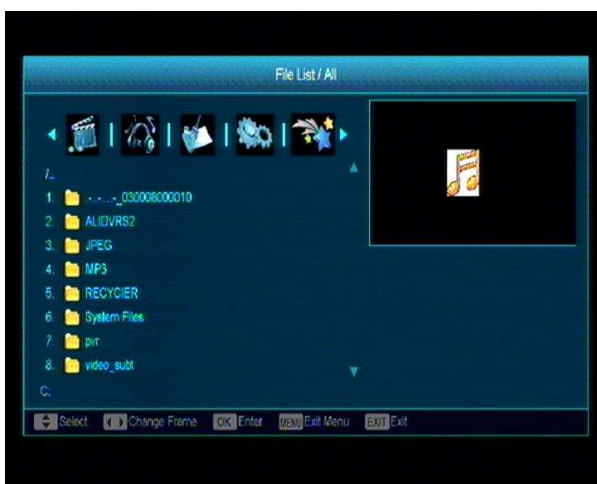 File List / All
/..
1. .-.-...-_030008000010
2. ALIDVRS2
3. JPEG
4. MP3
5. RECYCIER
6. System Files
7. pvr
8. video_subt
C:
Select Change Frame OK Enter MENU Exit Menu EXIT Exit